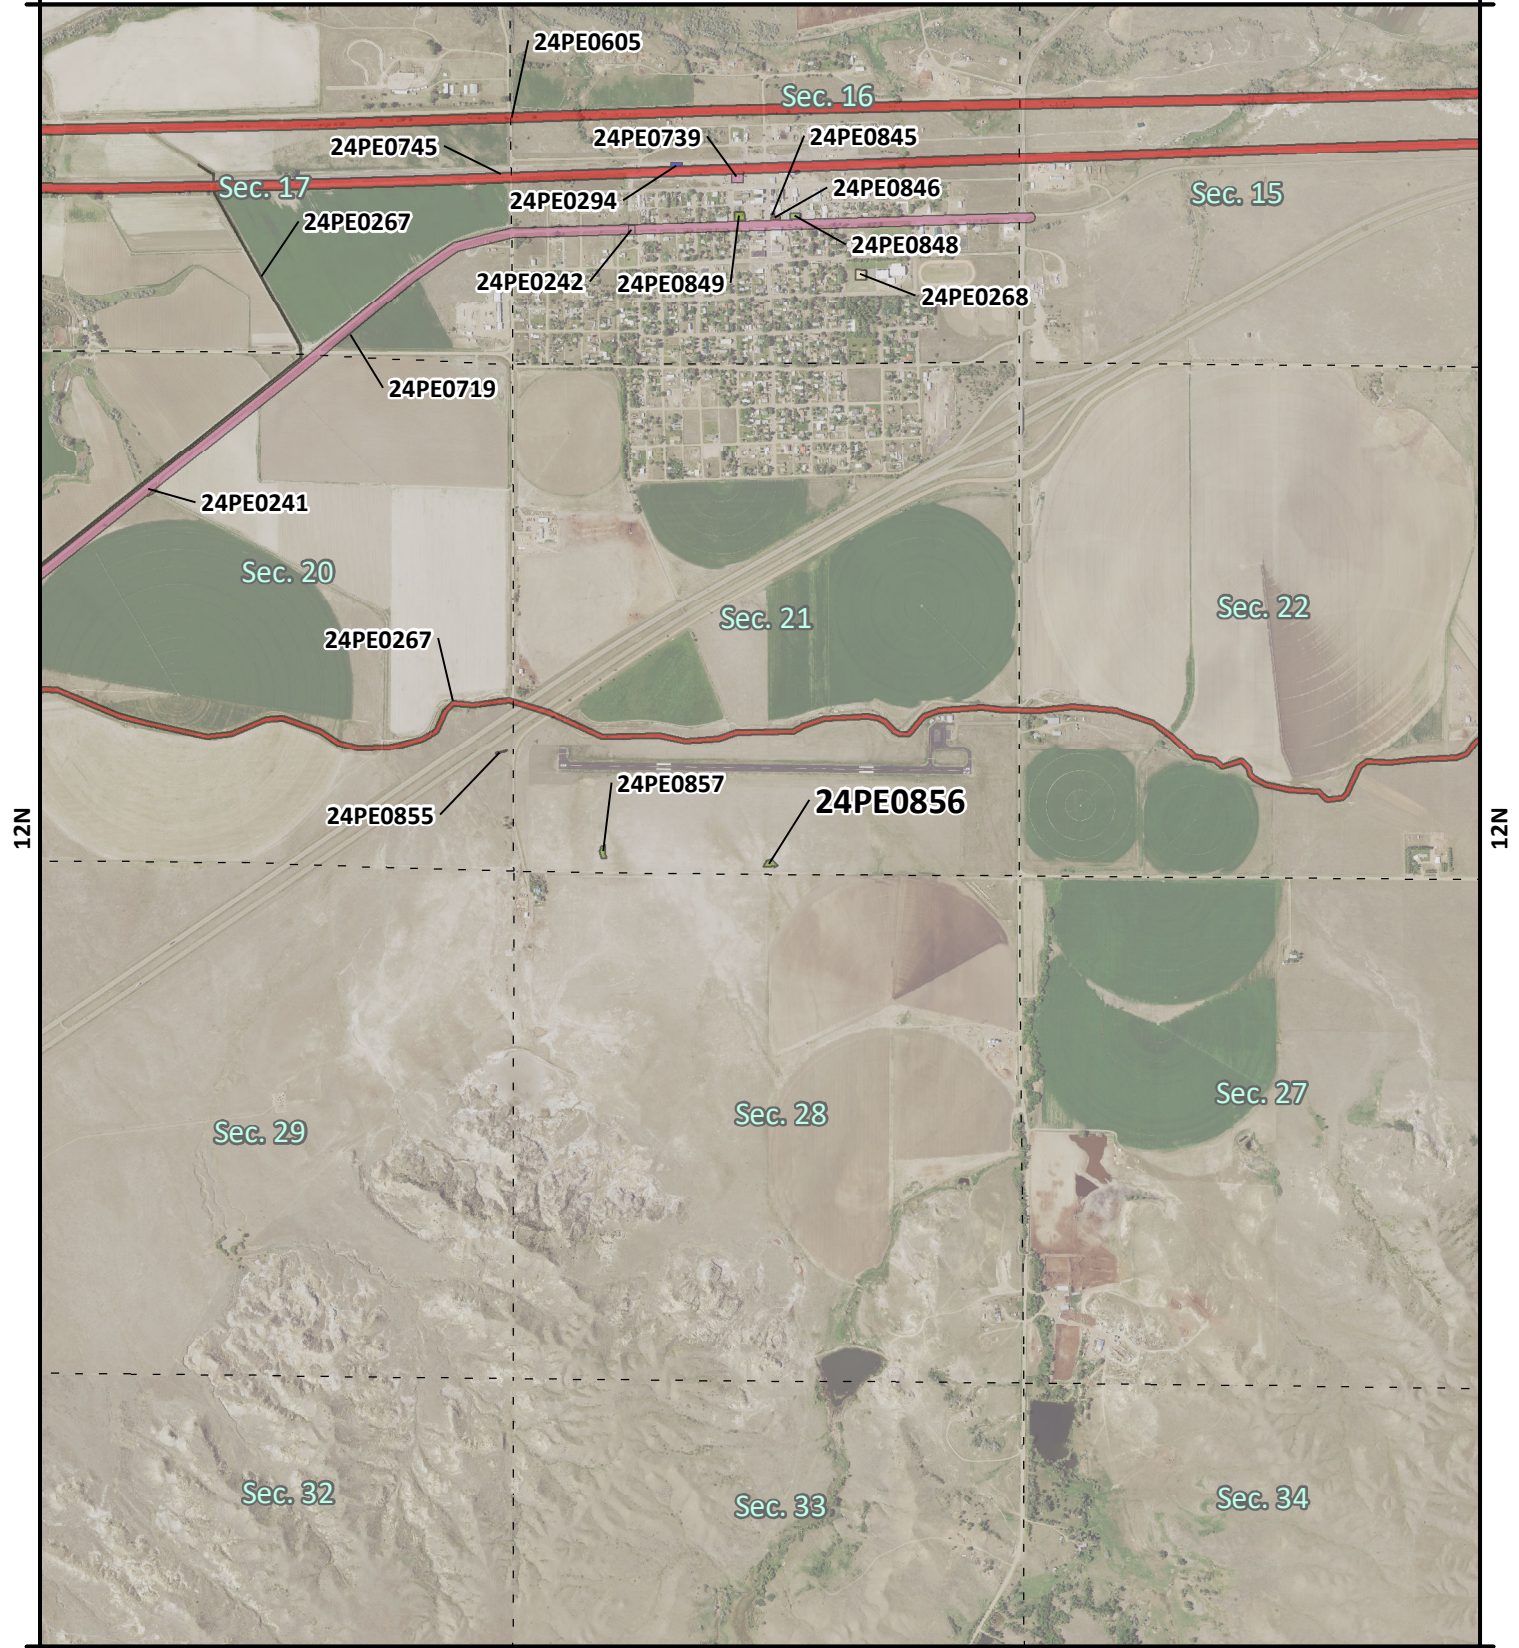 24PE0605
Sec. 16
24PE0739
24PE0845
24PE0745
Sec. 17
24PE0846
Sec. 15
24PE0294
24PE0267
24PE0848
24PE0242
24PE0849
24PE0268
24PE0719
24PE0241
Sec. 20
Sec. 22
Sec. 21
24PE0267
24PE0857
24PE0856
24PE0855
12N
12N
Sec. 27
Sec. 28
Sec. 29
Sec. 32
Sec. 34
Sec. 33